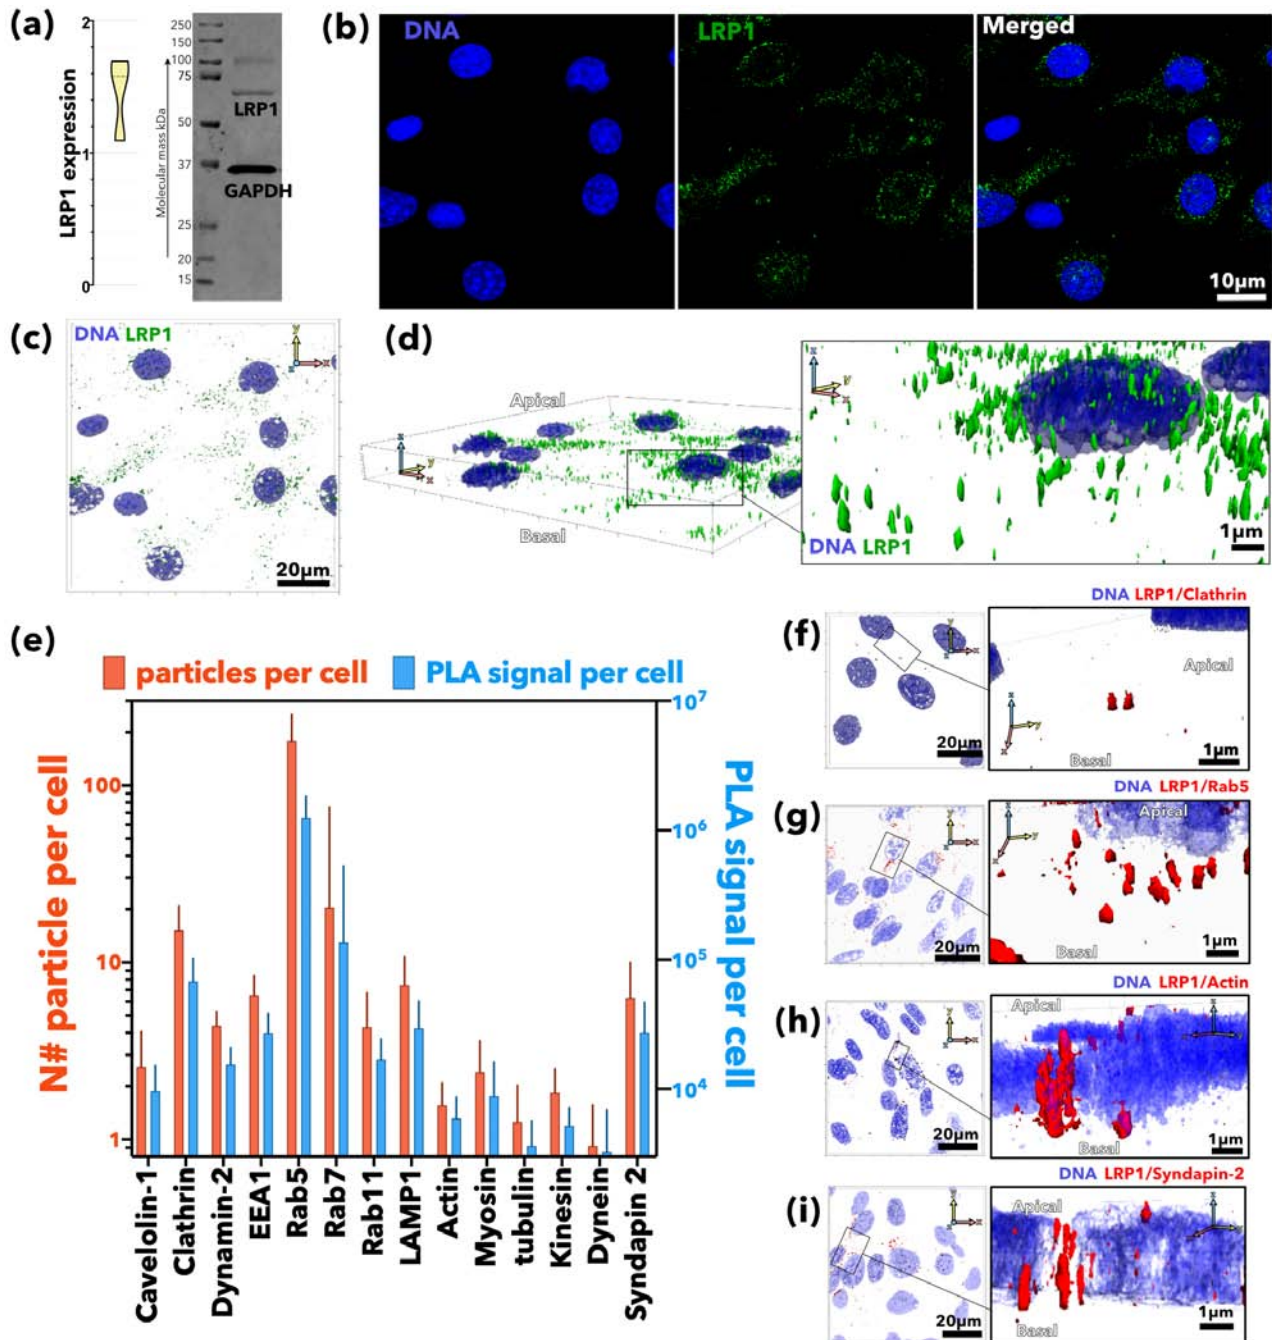 (a)
2
1
0
LRP1 expression
Molecular mass kDa
250
150
100
75
50
37
25
20
15
LRP1
GAPDH
(b)
DNA
LRP1
Merged
10µm
(c)
DNA LRP1
y
x
z
20µm
(d)
Apical
Basal
z
y
x
z
y
x
DNA LRP1
1µm
(e)
particles per cell
PLA signal per cell
N# particle per cell
100
10
1
PLA signal per cell
10⁷
10⁶
10⁵
10⁴
Cavelolin-1
Clathrin
Dynamin-2
EEA1
Rab5
Rab7
Rab11
LAMP1
Actin
Myosin
tubulin
Kinesin
Dynein
Syndapin 2
DNA LRP1/Clathrin
(f)
20µm
Apical
Basal
1µm
DNA LRP1/Rab5
(g)
20µm
Apical
Basal
1µm
DNA LRP1/Actin
(h)
20µm
Apical
Basal
1µm
DNA LRP1/Syndapin-2
(i)
20µm
Apical
Basal
1µm